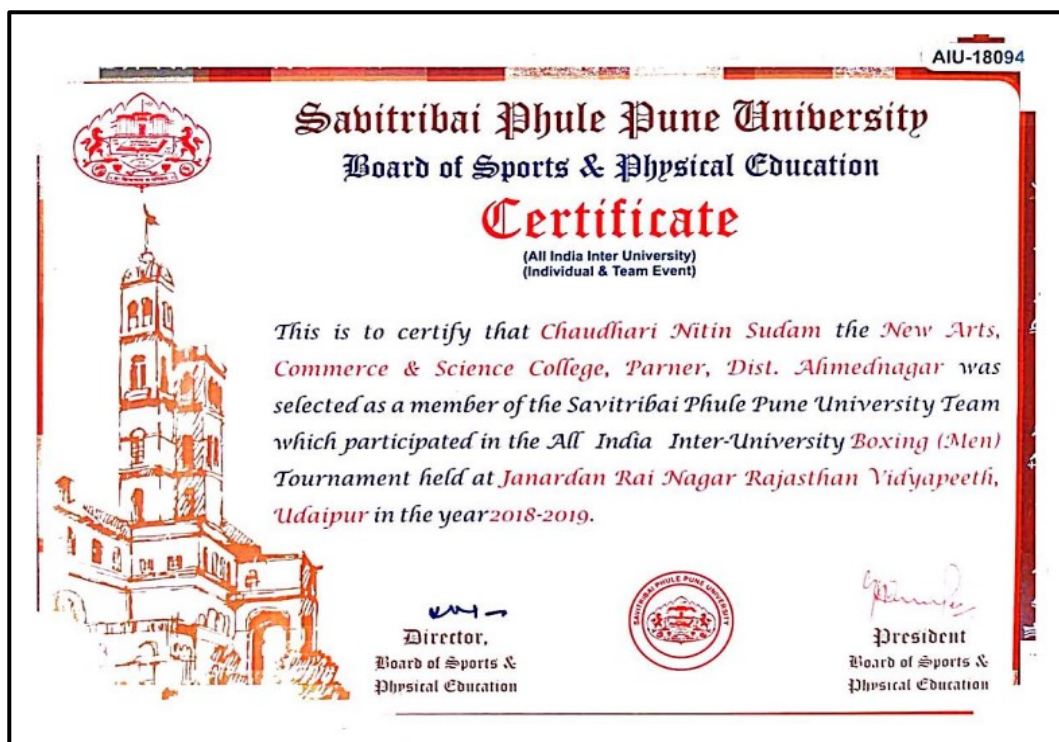 AIU-18094
Savitribai Phule Pune University
Board of Sports & Physical Education
Certificate
(All India Inter University)
(Individual & Team Event)
This is to certify that Chaudhari Nitin Sudam the New Arts,
Commerce & Science College, Parner, Dist. Ahmednagar was
selected as a member of the Savitribai Phule Pune University Team
which participated in the All India Inter-University Boxing (Men)
Tournament held at Janardan Rai Nagar Rajasthan Vidyapeeth,
Udaipur in the year 2018-2019.
SAVITRIBAI PHULE PUNE UNIVERSITY
Director,
Board of Sports &
Physical Education
President
Board of Sports &
Physical Education